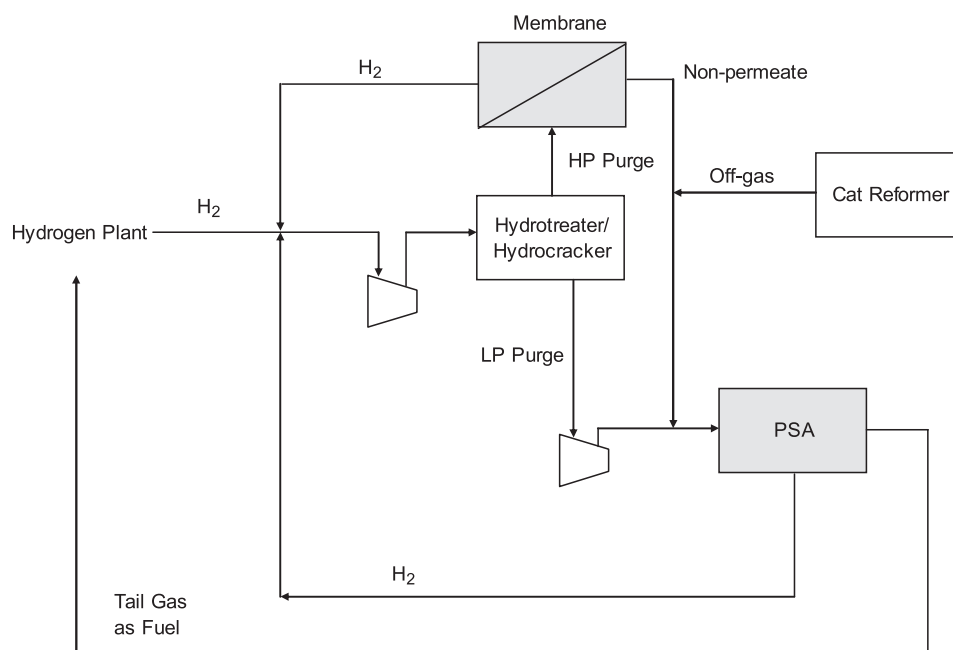 Membrane
H₂
Non-permeate
HP Purge
Off-gas
Cat Reformer
H₂
Hydrogen Plant
Hydrotreater/
Hydrocracker
LP Purge
PSA
H₂
Tail Gas
as Fuel